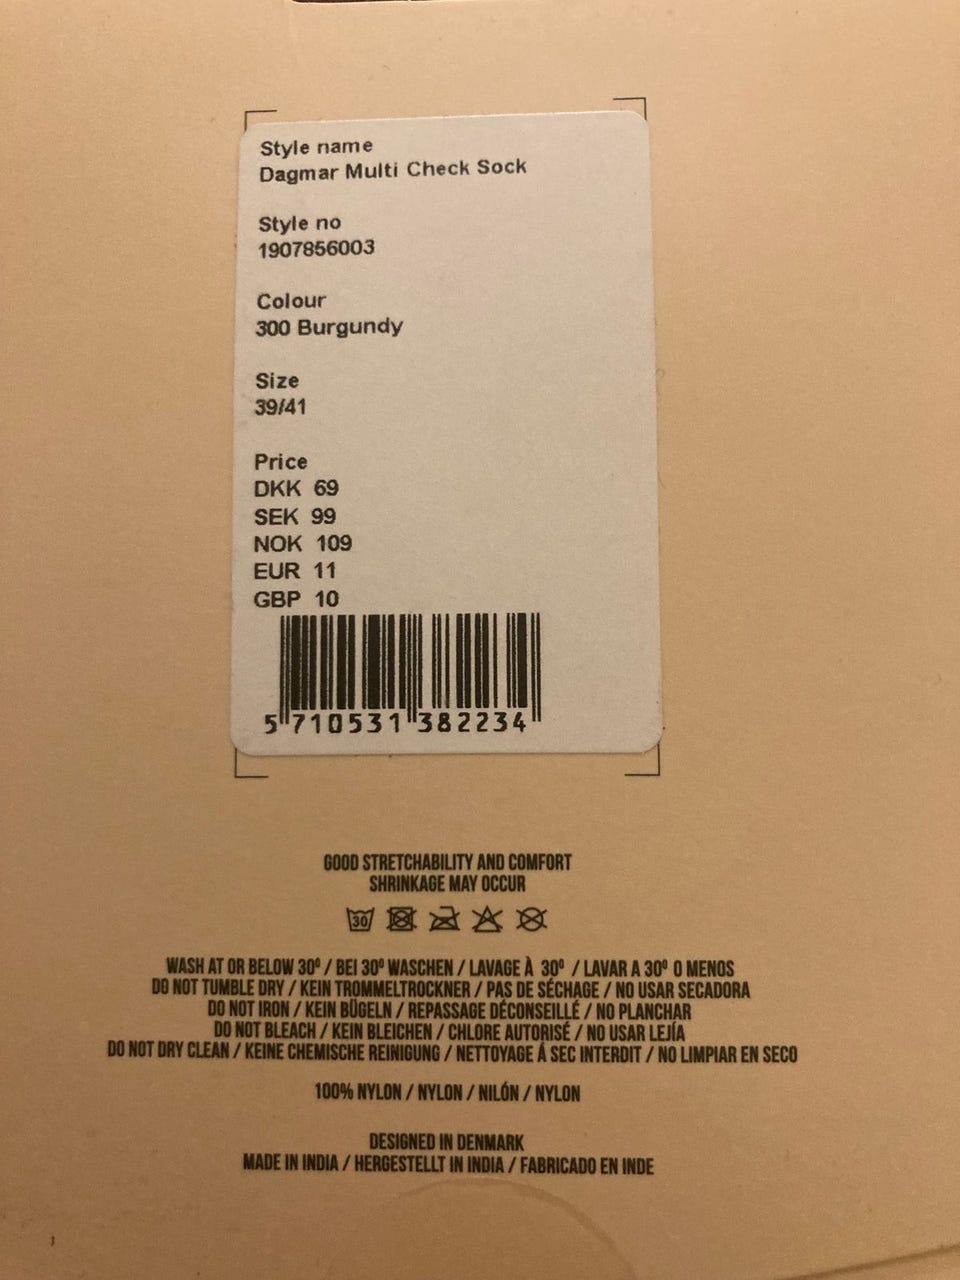 Style name
Dagmar Multi Check Sock
Style no
1907856003
Colour
300 Burgundy
Size
39/41
Price
DKK 69
SEK 99
NOK 109
EUR 11
GBP 10
5 710531 382234
GOOD STRETCHABILITY AND COMFORT
SHRINKAGE MAY OCCUR
30
WASH AT OR BELOW 30º / BEI 30º WASCHEN / LAVAGE À 30º / LAVAR A 30º O MENOS
DO NOT TUMBLE DRY / KEIN TROMMELTROCKNER / PAS DE SÉCHAGE / NO USAR SECADORA
DO NOT IRON / KEIN BÜGELN / REPASSAGE DÉCONSEILLÉ / NO PLANCHAR
DO NOT BLEACH / KEIN BLEICHEN / CHLORE AUTORISÉ / NO USAR LEJÍA
DO NOT DRY CLEAN / KEINE CHEMISCHE REINIGUNG / NETTOYAGE Á SEC INTERDIT / NO LIMPIAR EN SECO
100% NYLON / NYLON / NILÓN / NYLON
DESIGNED IN DENMARK
MADE IN INDIA / HERGESTELLT IN INDIA / FABRICADO EN INDE